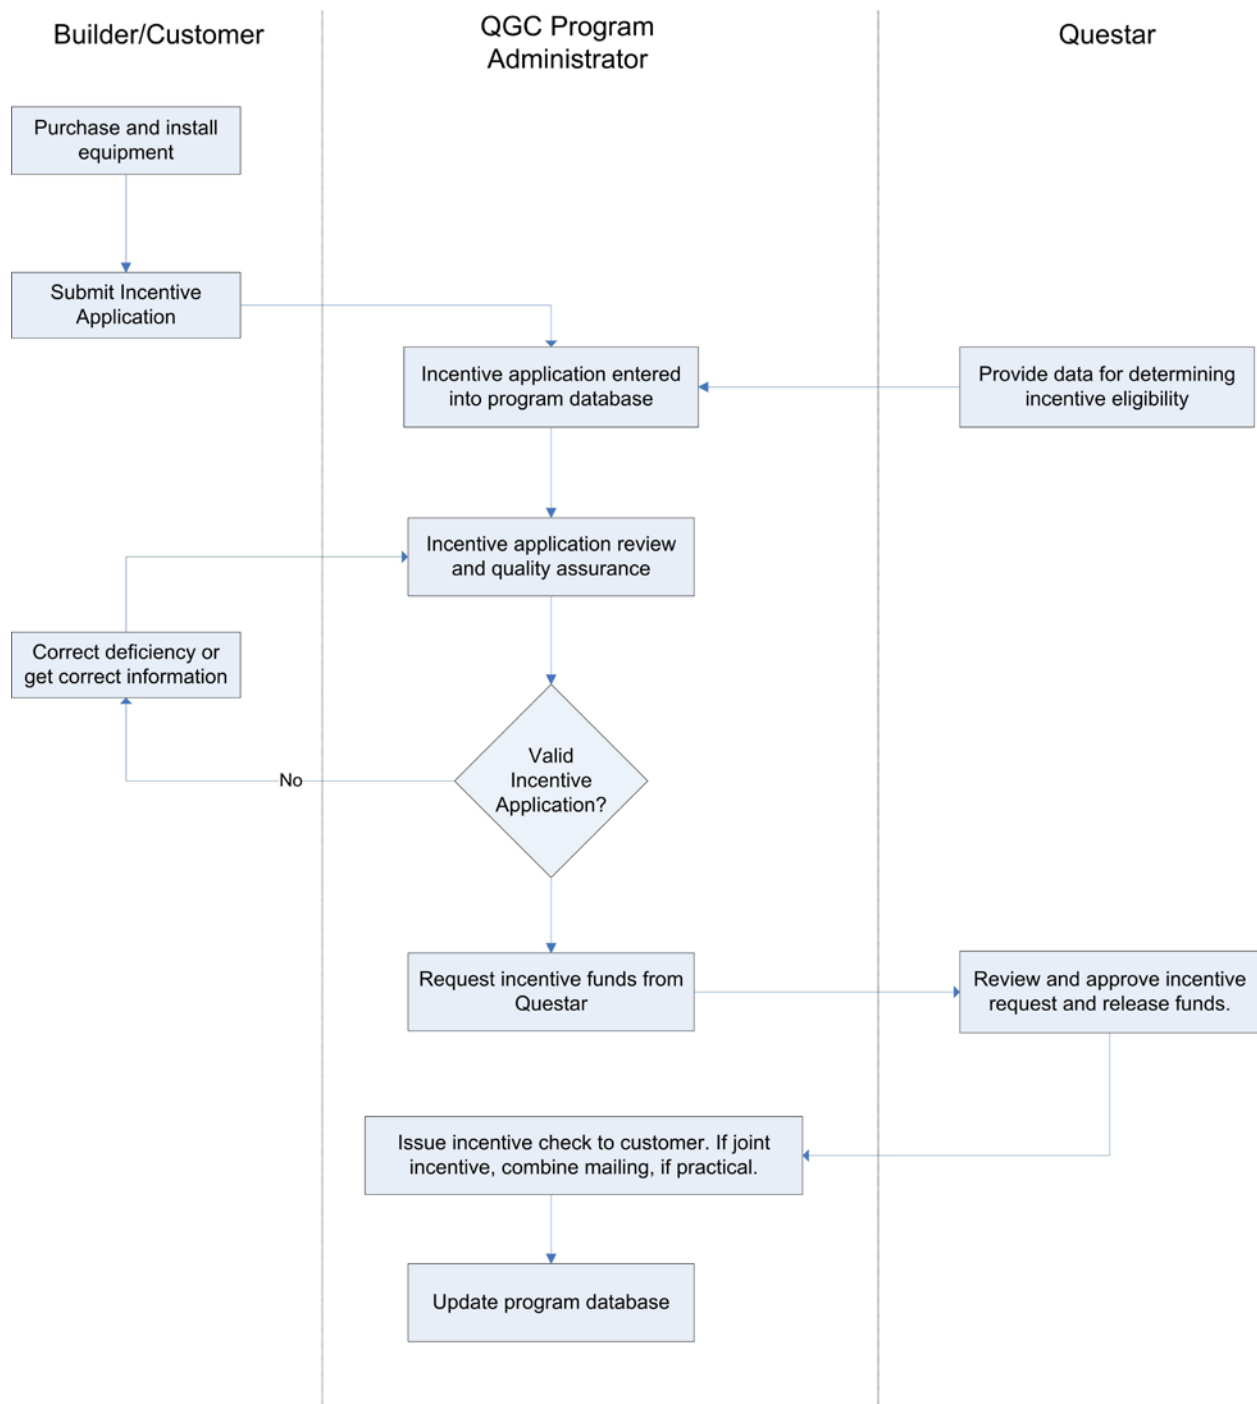 Builder/Customer
QGC Program
Administrator
Questar
Purchase and install
equipment
Submit Incentive
Application
Incentive application entered
into program database
Provide data for determining
incentive eligibility
Incentive application review
and quality assurance
Correct deficiency or
get correct information
Valid
Incentive
Application?
No
Request incentive funds from
Questar
Review and approve incentive
request and release funds.
Issue incentive check to customer. If joint
incentive, combine mailing, if practical.
Update program database